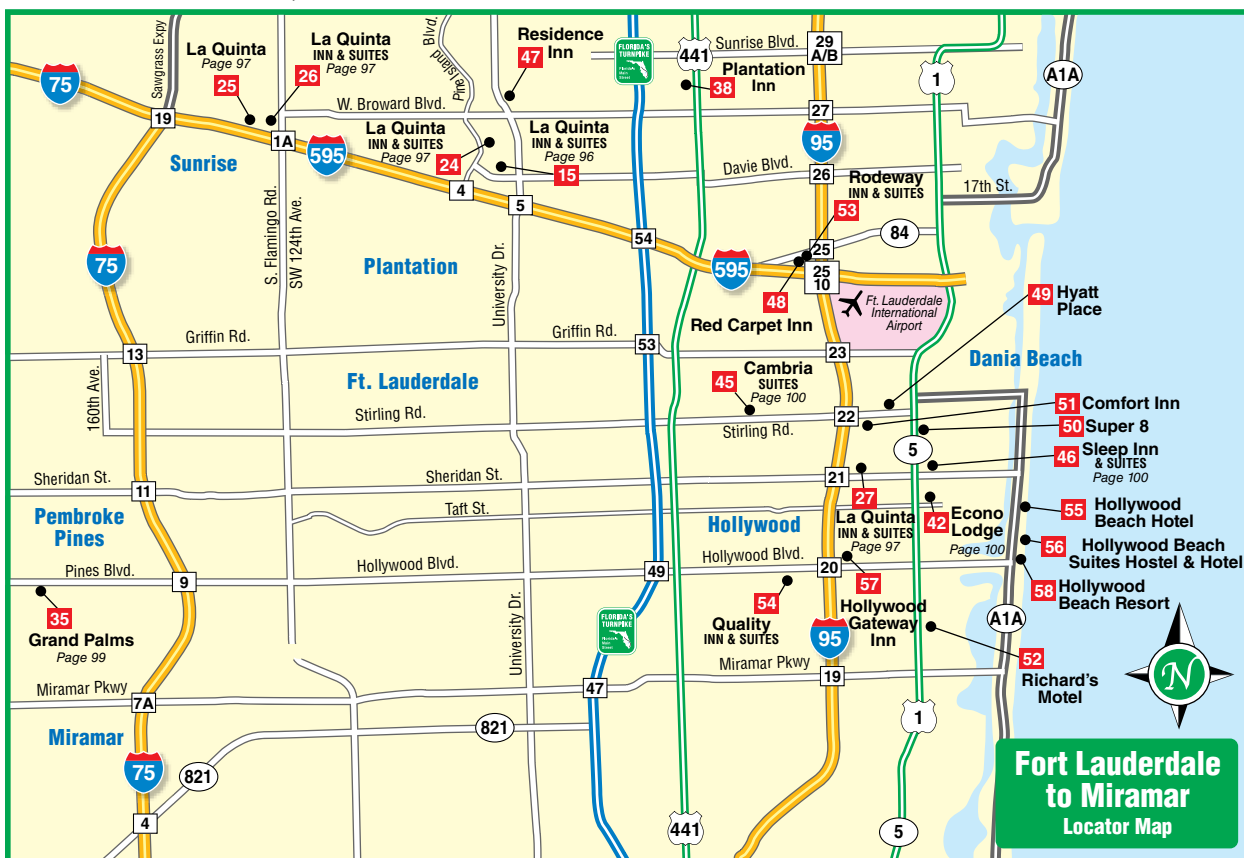 Sawgrass Expy
La Quinta
Page 97
25
La Quinta
INN & SUITES
Page 97
26
Pine Island
Blvd.
Residence
Inn
47
FLORIDA'S
TURNPIKE
Florida's
Main
Street
441
Sunrise Blvd.
29
A/B
1
A1A
Plantation
Inn
38
75
19
W. Broward Blvd.
27
1A
Sunrise
595
La Quinta
INN & SUITES
Page 97
24
La Quinta
INN & SUITES
Page 96
15
95
Davie Blvd.
26
17th St.
Rodeway
INN & SUITES
53
4
5
S. Flamingo Rd.
SW 124th Ave.
University Dr.
84
54
25
75
Plantation
595
25
10
48
Red Carpet Inn
Ft. Lauderdale
International
Airport
49
Hyatt
Place
Griffin Rd.
Griffin Rd.
13
53
23
Dania Beach
160th Ave.
Ft. Lauderdale
45
Cambria
SUITES
Page 100
Stirling Rd.
Stirling Rd.
22
51
Comfort Inn
50
Super 8
5
46
Sleep Inn
& SUITES
Page 100
Sheridan St.
Sheridan St.
11
21
Taft St.
27
La Quinta
INN & SUITES
Page 97
42
Econo
Lodge
Page 100
55
Hollywood
Beach Hotel
Pembroke
Pines
Hollywood
56
Hollywood Beach
Suites Hostel & Hotel
Pines Blvd.
9
Hollywood Blvd.
49
Hollywood Blvd.
20
57
Hollywood
Gateway
Inn
58
Hollywood
Beach Resort
35
Grand Palms
Page 99
54
Quality
INN & SUITES
FLORIDA'S
TURNPIKE
Florida's
Main
Street
95
A1A
University Dr.
52
Richard's
Motel
N
Miramar Pkwy
7A
47
Miramar Pkwy
19
Miramar
821
1
75
821
4
441
5
Fort Lauderdale
to Miramar
Locator Map